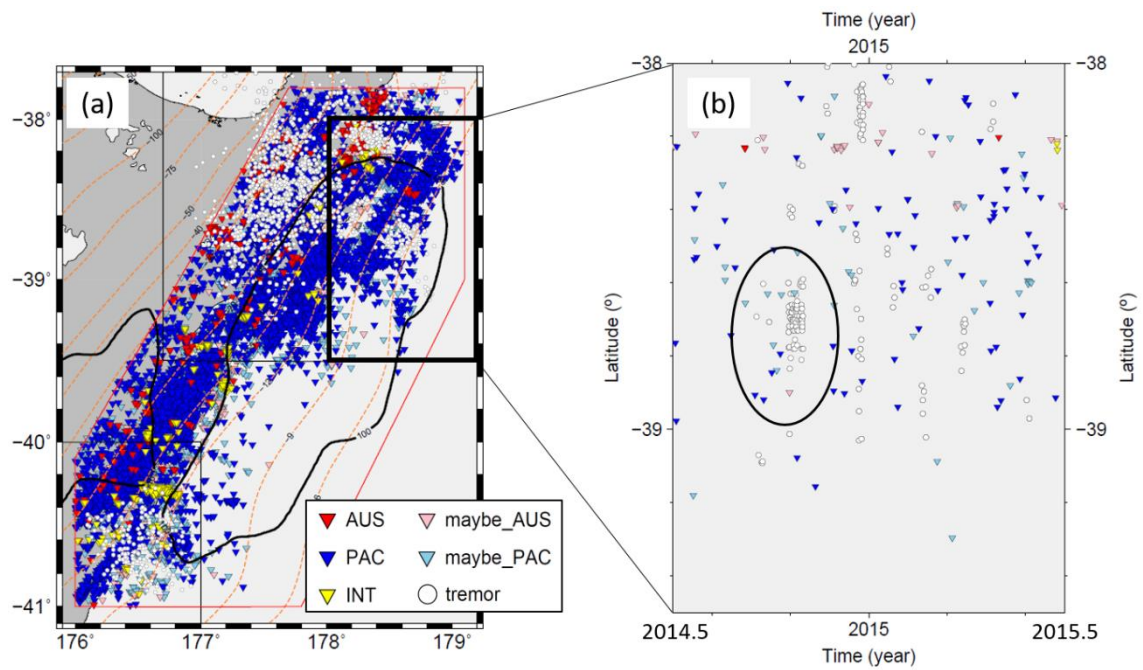 Time (year)
2015
(a)
(b)
−38
−38
−39
−39
Latitude (°)
Latitude (°)
−38°
−39°
−40°
−41°
−100
−75
−50
−40
−9
100
176°
177°
178°
179°
AUS
maybe_AUS
PAC
maybe_PAC
INT
tremor
2014.5
2015
2015.5
Time (year)